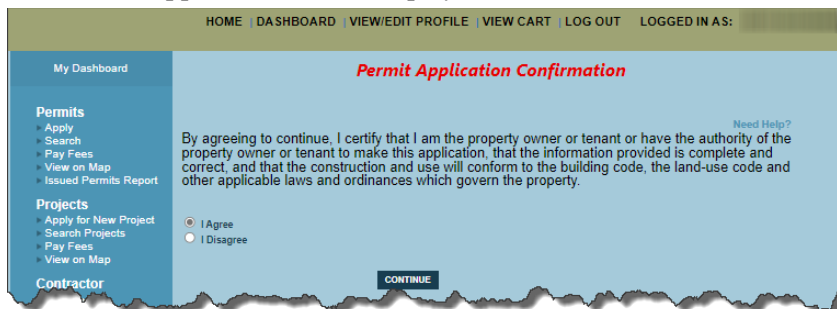 HOME | DASHBOARD | VIEW/EDIT PROFILE | VIEW CART | LOG OUT LOGGED IN AS:
My Dashboard
Permit Application Confirmation
Need Help?
Permits
Apply
Search
Pay Fees
View on Map
Issued Permits Report
By agreeing to continue, I certify that I am the property owner or tenant or have the authority of the
property owner or tenant to make this application, that the information provided is complete and
correct, and that the construction and use will conform to the building code, the land-use code and
other applicable laws and ordinances which govern the property.
Projects
Apply for New Project
Search Projects
Pay Fees
View on Map
I Agree
I Disagree
Contractor
CONTINUE